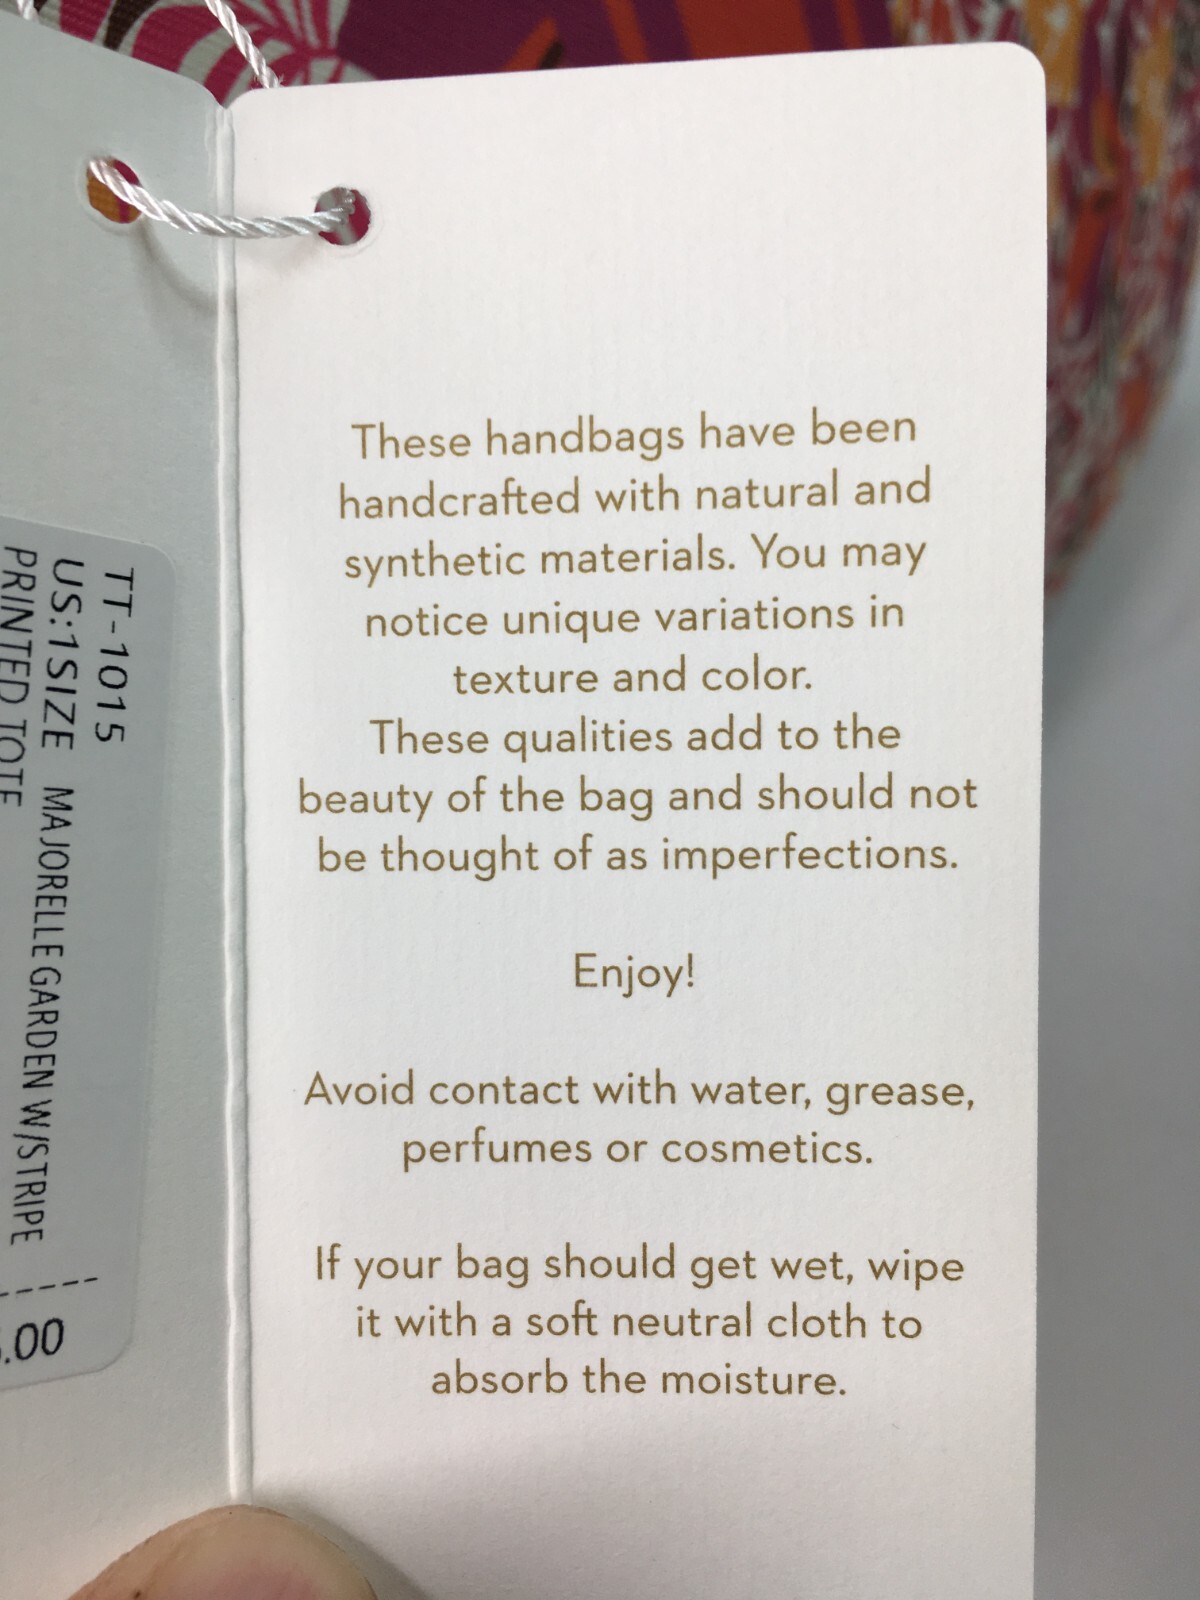 TT-1015
US:1SIZE MAJORELLE GARDEN W/STRIPE
PRINTED TOTE
.00
These handbags have been
handcrafted with natural and
synthetic materials. You may
notice unique variations in
texture and color.
These qualities add to the
beauty of the bag and should not
be thought of as imperfections.
Enjoy!
Avoid contact with water, grease,
perfumes or cosmetics.
If your bag should get wet, wipe
it with a soft neutral cloth to
absorb the moisture.